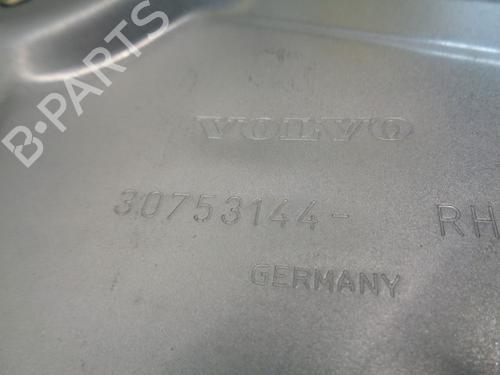 B-PARTS
VOLVO
30753144- RH
GERMANY